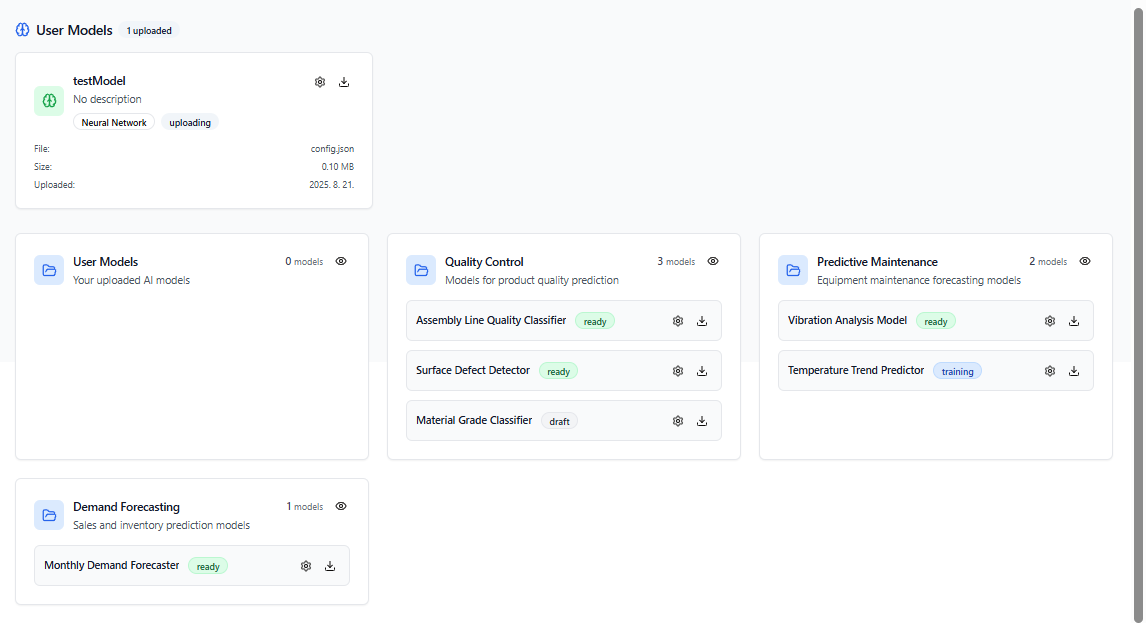 User Models 1 uploaded
testModel
No description
Neural Network uploading
File: config.json
Size: 0.10 MB
Uploaded: 2025. 8. 21.
User Models 0 models
Your uploaded AI models
Quality Control 3 models
Models for product quality prediction
Assembly Line Quality Classifier ready
Surface Defect Detector ready
Material Grade Classifier draft
Predictive Maintenance 2 models
Equipment maintenance forecasting models
Vibration Analysis Model ready
Temperature Trend Predictor training
Demand Forecasting 1 models
Sales and inventory prediction models
Monthly Demand Forecaster ready